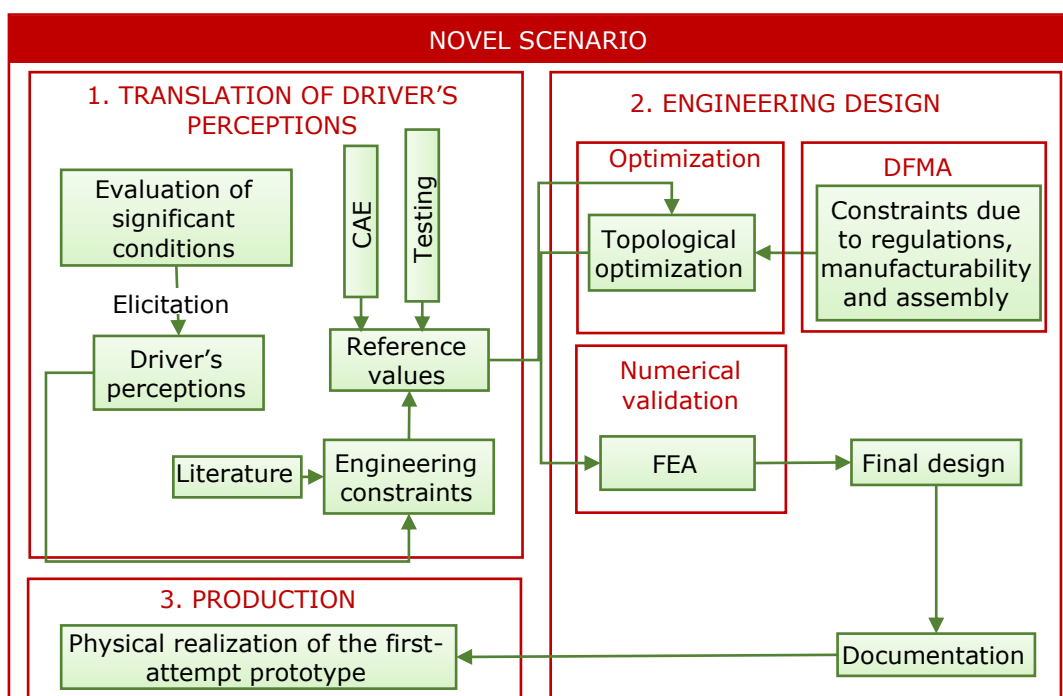 NOVEL SCENARIO
1. TRANSLATION OF DRIVER’S
PERCEPTIONS
Evaluation of
significant
conditions
Elicitation
Driver’s
perceptions
CAE
Testing
Reference
values
Literature
Engineering
constraints
2. ENGINEERING DESIGN
Optimization
Topological
optimization
DFMA
Constraints due
to regulations,
manufacturability
and assembly
Numerical
validation
FEA
Final design
Documentation
3. PRODUCTION
Physical realization of the first-
attempt prototype